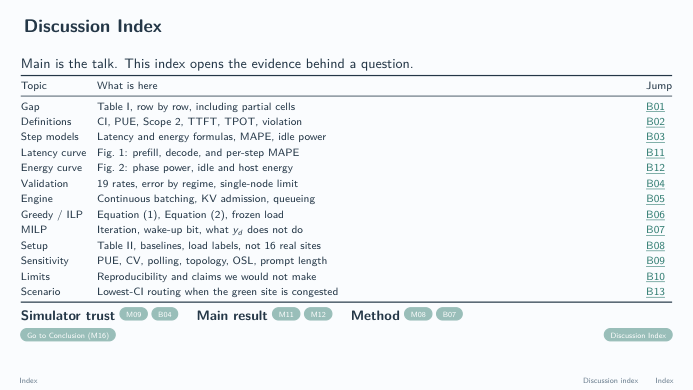 Discussion Index
Main is the talk. This index opens the evidence behind a question.
Topic What is here Jump
Gap Table I, row by row, including partial cells B01
Definitions CI, PUE, Scope 2, TTFT, TPOT, violation B02
Step models Latency and energy formulas, MAPE, idle power B03
Latency curve Fig. 1: prefill, decode, and per-step MAPE B11
Energy curve Fig. 2: phase power, idle and host energy B12
Validation 19 rates, error by regime, single-node limit B04
Engine Continuous batching, KV admission, queueing B05
Greedy / ILP Equation (1), Equation (2), frozen load B06
MILP Iteration, wake-up bit, what y_d does not do B07
Setup Table II, baselines, load labels, not 16 real sites B08
Sensitivity PUE, CV, polling, topology, OSL, prompt length B09
Limits Reproducibility and claims we would not make B10
Scenario Lowest-CI routing when the green site is congested B13
Simulator trust M09 B04 Main result M11 M12 Method M08 B07
Go to Conclusion (M16) Discussion Index
Index Discussion index Index